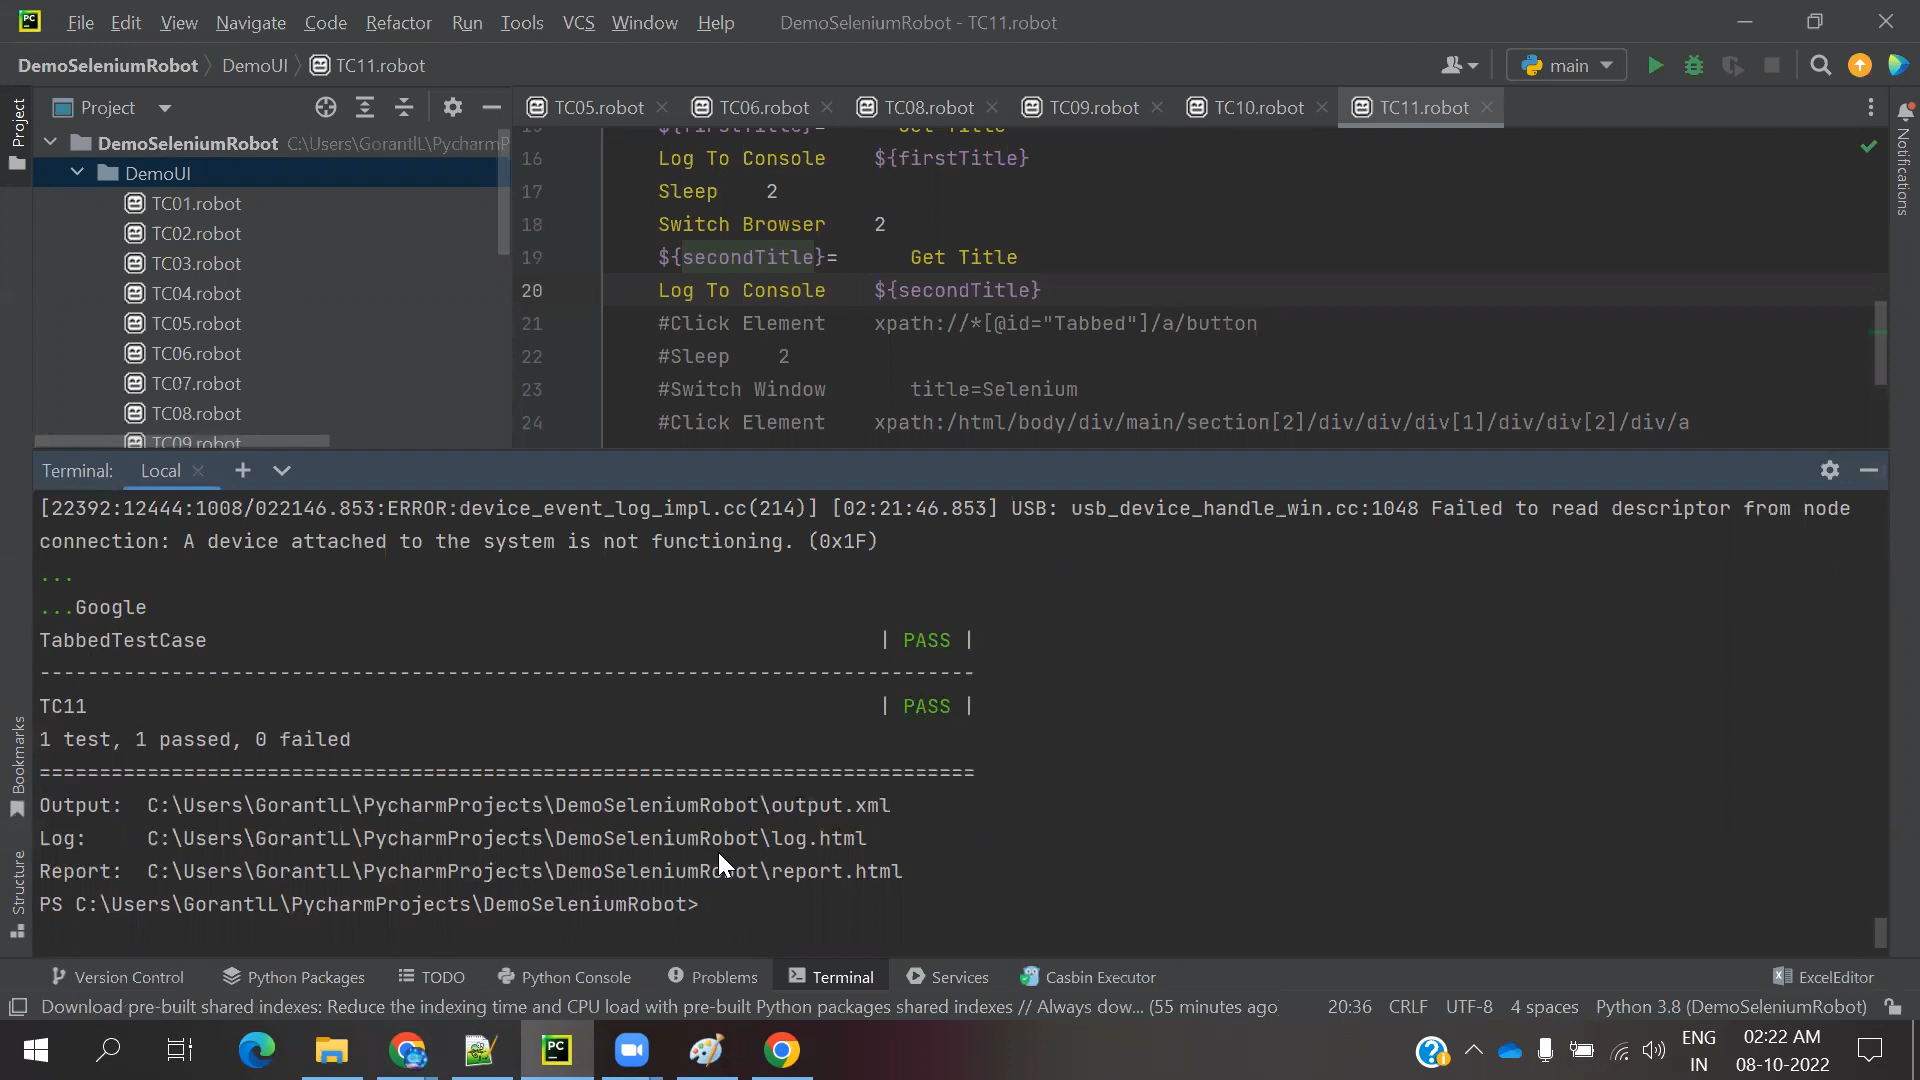 File Edit View Navigate Code Refactor Run Tools VCS Window Help DemoSeleniumRobot - TC11.robot
DemoSeleniumRobot DemoUI TC11.robot main
Project
Project TC05.robot TC06.robot TC08.robot TC09.robot TC10.robot TC11.robot
DemoSeleniumRobot C:\Users\GorantlL\PycharmP
DemoUI
TC01.robot
TC02.robot
TC03.robot
TC04.robot
TC05.robot
TC06.robot
TC07.robot
TC08.robot
TC09.robot
15 ${firstTitle}= Get Title
16 Log To Console ${firstTitle}
17 Sleep 2
18 Switch Browser 2
19 ${secondTitle}= Get Title
20 Log To Console ${secondTitle}
21 #Click Element xpath://*[@id="Tabbed"]/a/button
22 #Sleep 2
23 #Switch Window title=Selenium
24 #Click Element xpath:/html/body/div/main/section[2]/div/div/div[1]/div/div[2]/div/a
Notifications
Terminal: Local
[22392:12444:1008/022146.853:ERROR:device_event_log_impl.cc(214)] [02:21:46.853] USB: usb_device_handle_win.cc:1048 Failed to read descriptor from node
connection: A device attached to the system is not functioning. (0x1F)
...
...Google
TabbedTestCase | PASS |
------------------------------------------------------------------------------
TC11 | PASS |
1 test, 1 passed, 0 failed
==============================================================================
Output: C:\Users\GorantlL\PycharmProjects\DemoSeleniumRobot\output.xml
Log: C:\Users\GorantlL\PycharmProjects\DemoSeleniumRobot\log.html
Report: C:\Users\GorantlL\PycharmProjects\DemoSeleniumRobot\report.html
PS C:\Users\GorantlL\PycharmProjects\DemoSeleniumRobot>
Bookmarks
Structure
Version Control Python Packages TODO Python Console Problems Terminal Services Casbin Executor ExcelEditor
Download pre-built shared indexes: Reduce the indexing time and CPU load with pre-built Python packages shared indexes // Always dow... (55 minutes ago) 20:36 CRLF UTF-8 4 spaces Python 3.8 (DemoSeleniumRobot)
ENG 02:22 AM
IN 08-10-2022